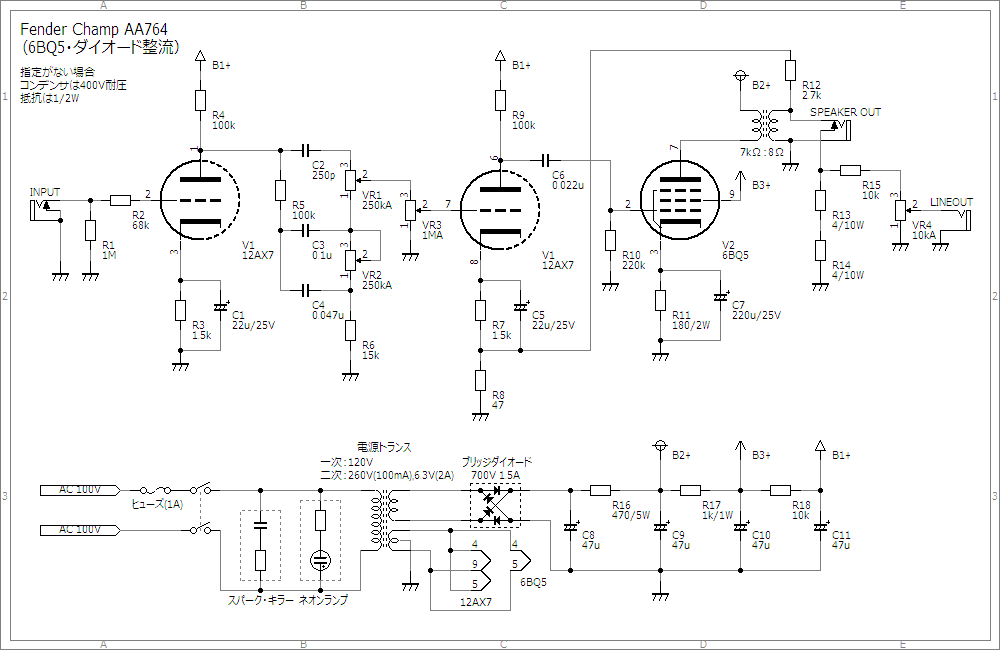 A B C D E
Fender Champ AA764
（6BQ5・ダイオード整流）
指定がない場合
コンデンサは400V耐圧
抵抗は1/2W
1
1
B1+
R4
100k
1
B1+
R9
100k
6
B2+
R12
2.7k
SPEAKER OUT
7
7kΩ:8Ω
INPUT
2
R2
68k
R1
1M
V1
12AX7
3
R3
1.5k
C1
22u/25V
C2
250p
R5
100k
C3
0.1u
C4
0.047u
3
2
1
VR1
250kA
3
2
1
VR2
250kA
R6
15k
3
2
1
VR3
1MA
7
C6
0.022u
V1
12AX7
8
R7
1.5k
C5
22u/25V
R8
47
2
R10
220k
9
B3+
V2
6BQ5
3
R11
180/2W
C7
220u/25V
R15
10k
R13
4/10W
R14
4/10W
3
2
1
VR4
10kA
LINEOUT
2
2
電源トランス
一次:120V
二次:260V(100mA),6.3V(2A)
ブリッジダイオード
700V 1.5A
3
3
AC 100V
AC 100V
ヒューズ(1A)
スパーク・キラー
ネオンランプ
4
9
5
12AX7
4
5
6BQ5
B2+
B3+
B1+
R16
470/5W
R17
1k/1W
R18
10k
C8
47u
C9
47u
C10
47u
C11
47u
A B C D E